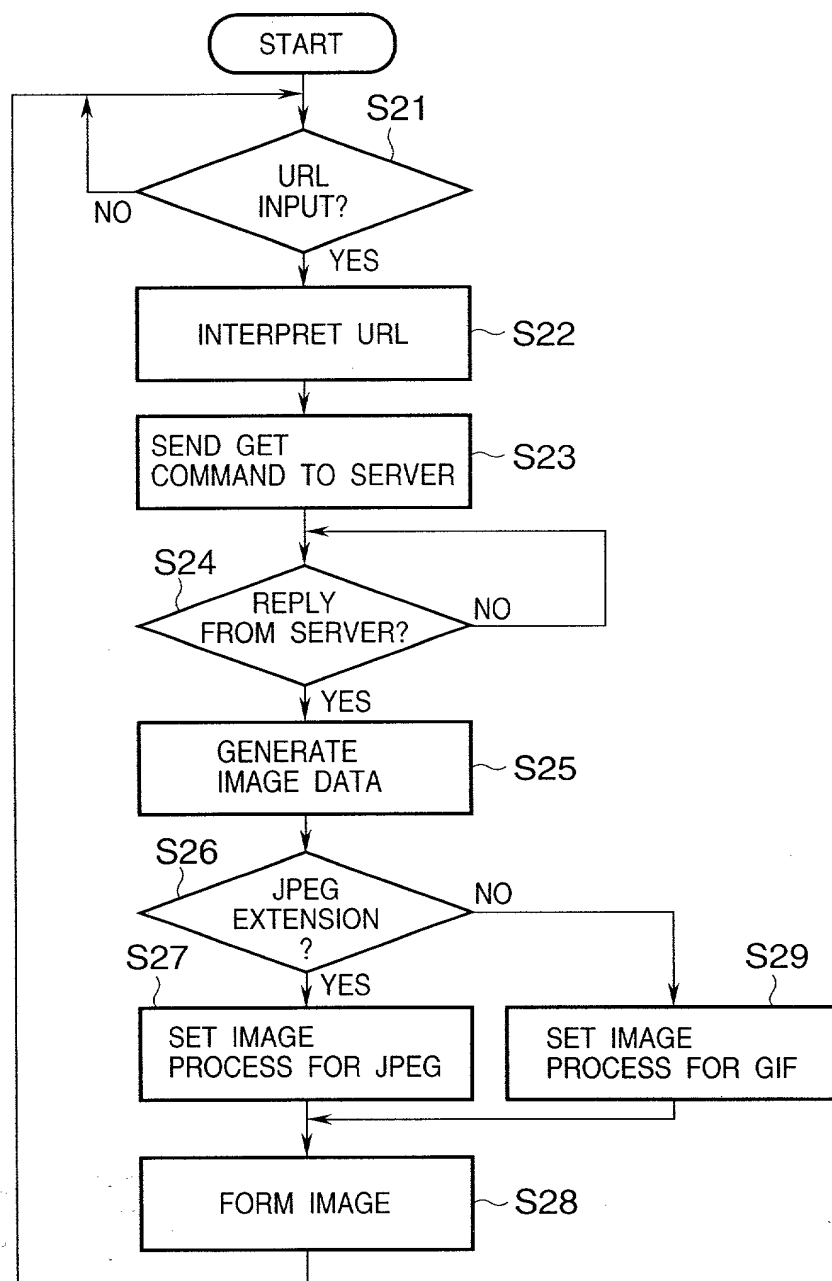 START
S21
URL
INPUT?
NO
YES
INTERPRET URL
S22
SEND GET
COMMAND TO SERVER
S23
S24
REPLY
FROM SERVER?
NO
YES
GENERATE
IMAGE DATA
S25
S26
JPEG
EXTENSION
?
NO
YES
S27
SET IMAGE
PROCESS FOR JPEG
S29
SET IMAGE
PROCESS FOR GIF
FORM IMAGE
S28